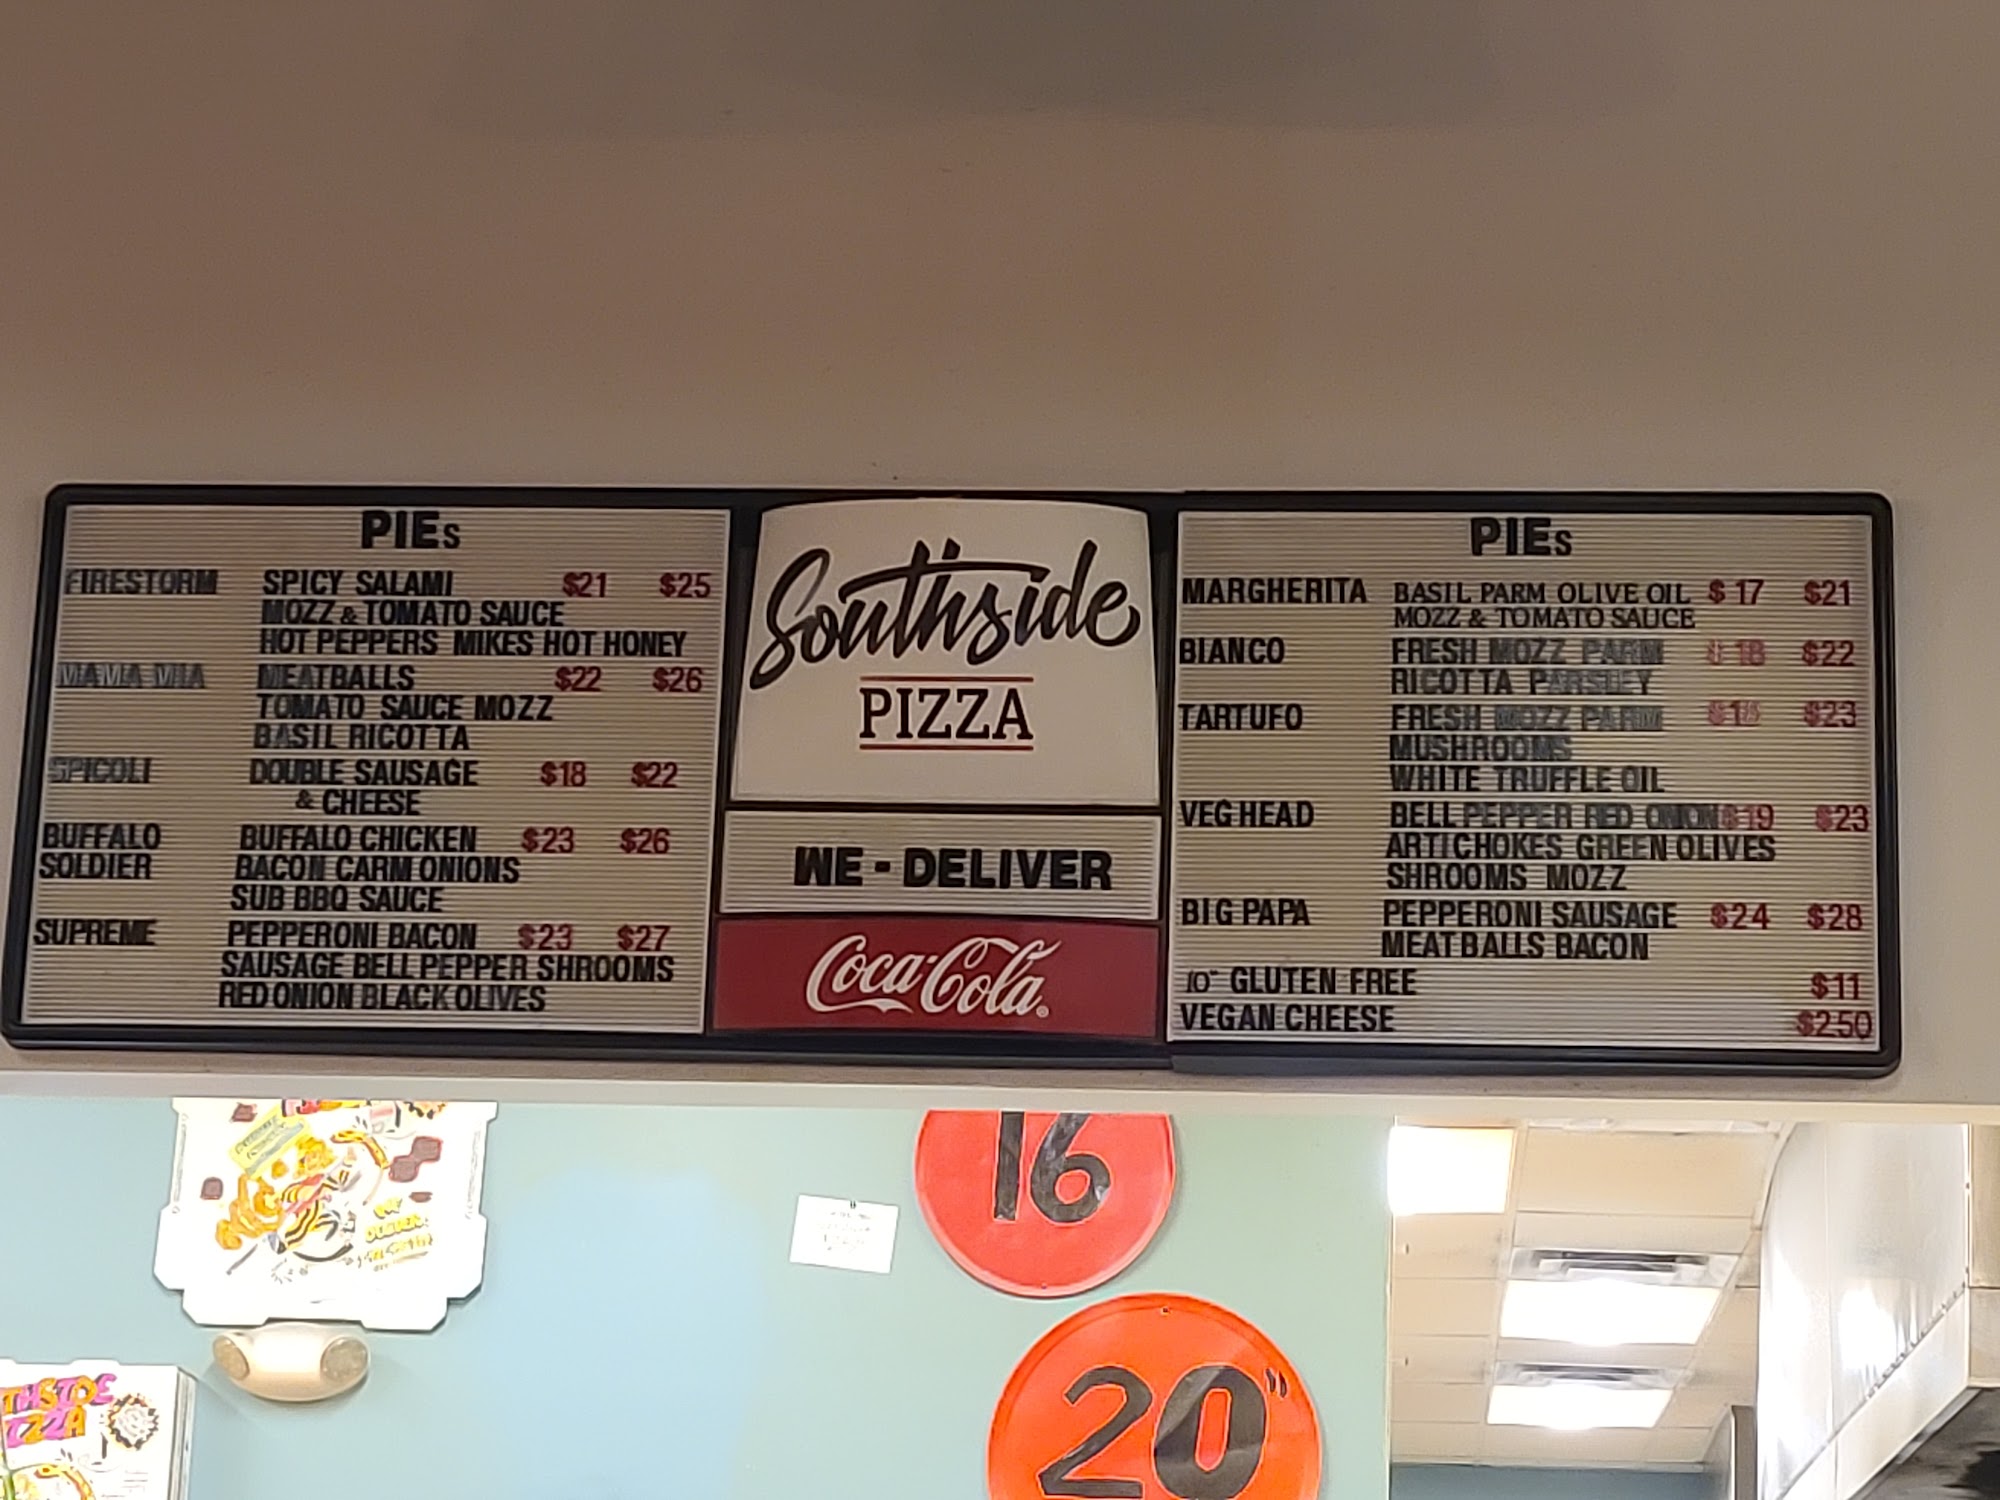 PIEs
FIRESTORM SPICY SALAMI $21 $25
MOZZ & TOMATO SAUCE
HOT PEPPERS MIKES HOT HONEY
MAMA MIA MEATBALLS $22 $26
TOMATO SAUCE MOZZ
BASIL RICOTTA
SPICOLI DOUBLE SAUSAGE $18 $22
& CHEESE
BUFFALO BUFFALO CHICKEN $23 $26
SOLDIER BACON CARM ONIONS
SUB BBQ SAUCE
SUPREME PEPPERONI BACON $23 $27
SAUSAGE BELL PEPPER SHROOMS
RED ONION BLACK OLIVES
Southside
PIZZA
WE - DELIVER
Coca-Cola
PIEs
MARGHERITA BASIL PARM OLIVE OIL $17 $21
MOZZ & TOMATO SAUCE
BIANCO FRESH MOZZ PARM $18 $22
RICOTTA PARSLEY
TARTUFO FRESH MOZZ PARM $23
MUSHROOMS
WHITE TRUFFLE OIL
VEG HEAD BELL PEPPER RED ONION $19 $23
ARTICHOKES GREEN OLIVES
SHROOMS MOZZ
BIG PAPA PEPPERONI SAUSAGE $24 $28
MEATBALLS BACON
10" GLUTEN FREE $11
VEGAN CHEESE $2.50
16
20"